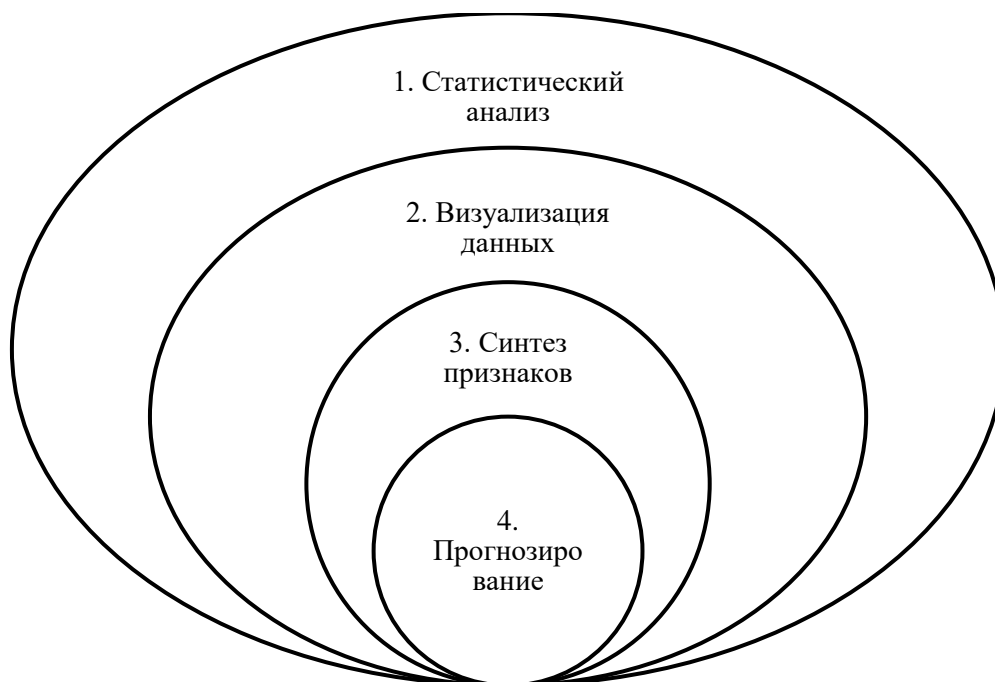 1. Статистический
анализ
2. Визуализация
данных
3. Синтез
признаков
4.
Прогнозиро
вание